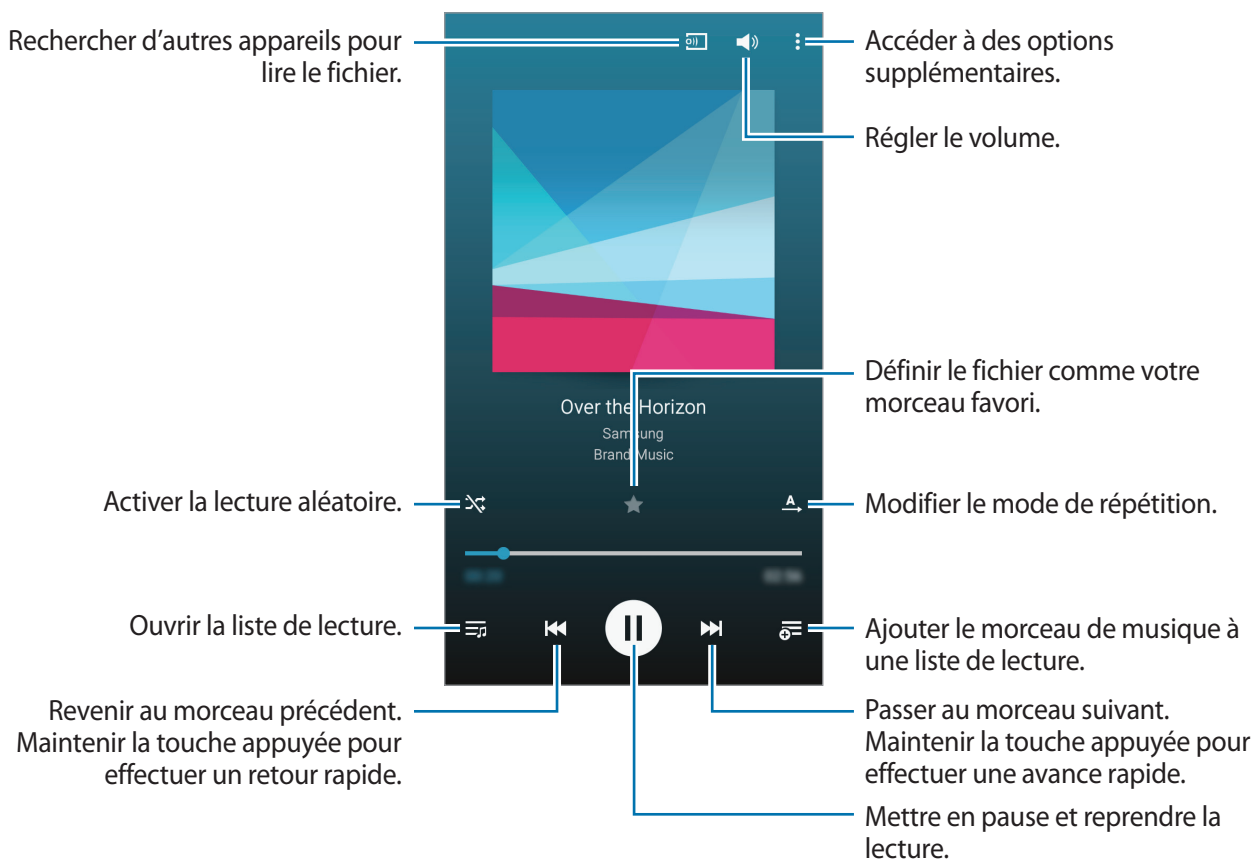 Rechercher d’autres appareils pour
lire le fichier.
Accéder à des options
supplémentaires.
Régler le volume.
Définir le fichier comme votre
morceau favori.
Over the Horizon
Samsung
Brand Music
Activer la lecture aléatoire.
A
Modifier le mode de répétition.
Ouvrir la liste de lecture.
Ajouter le morceau de musique à
une liste de lecture.
Revenir au morceau précédent.
Maintenir la touche appuyée pour
effectuer un retour rapide.
Passer au morceau suivant.
Maintenir la touche appuyée pour
effectuer une avance rapide.
Mettre en pause et reprendre la
lecture.